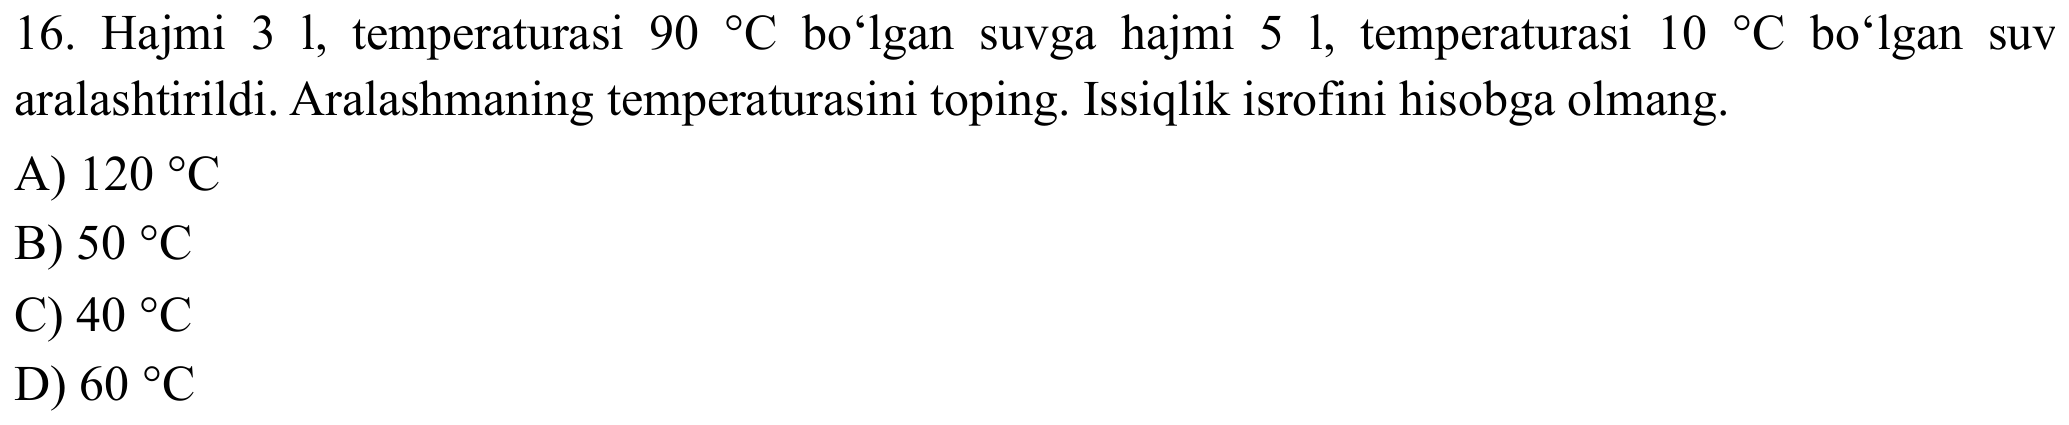 16. Hajmi 3 l, temperaturasi 90 °C bo‘lgan suvga hajmi 5 l, temperaturasi 10 °C bo‘lgan suv
aralashtirildi. Aralashmaning temperaturasini toping. Issiqlik isrofini hisobga olmang.
A) 120 °C
B) 50 °C
C) 40 °C
D) 60 °C